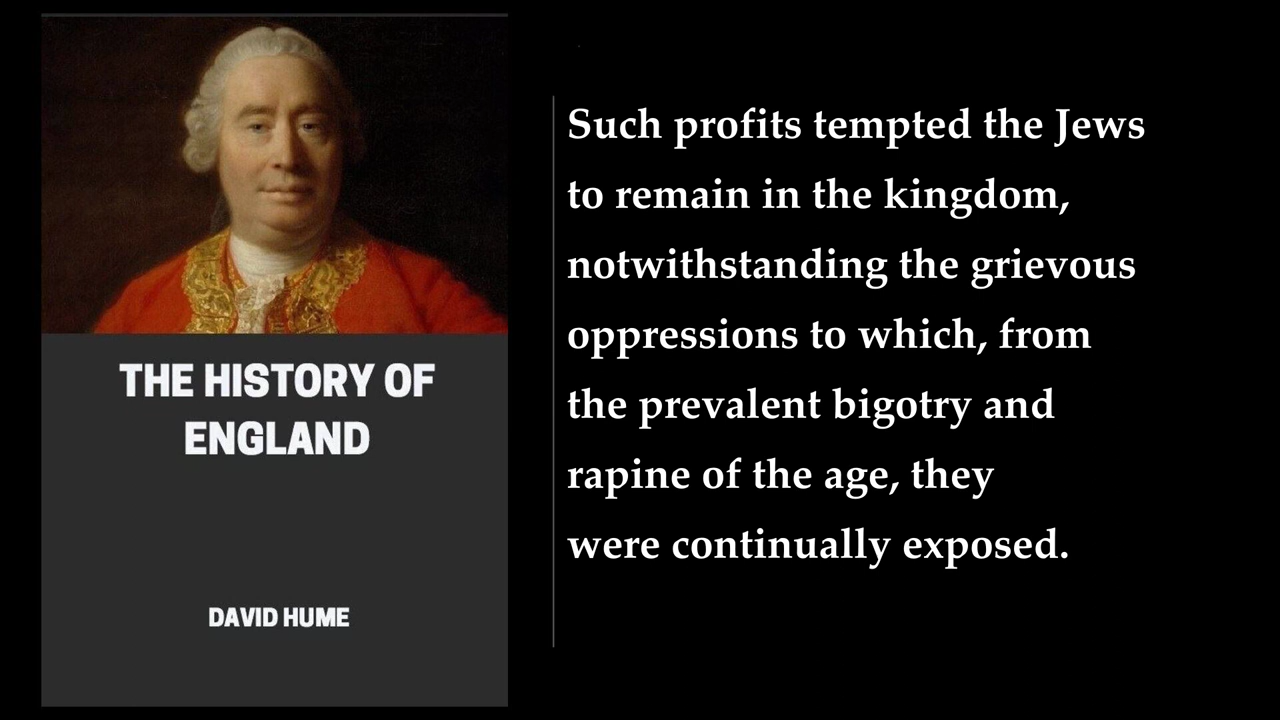 THE HISTORY OF
ENGLAND
DAVID HUME
Such profits tempted the Jews
to remain in the kingdom,
notwithstanding the grievous
oppressions to which, from
the prevalent bigotry and
rapine of the age, they
were continually exposed.